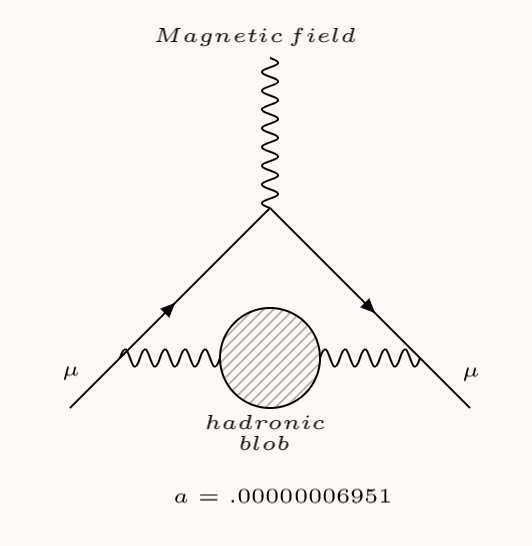 Magnetic field
μ
μ
hadronic
blob
a = .00000006951